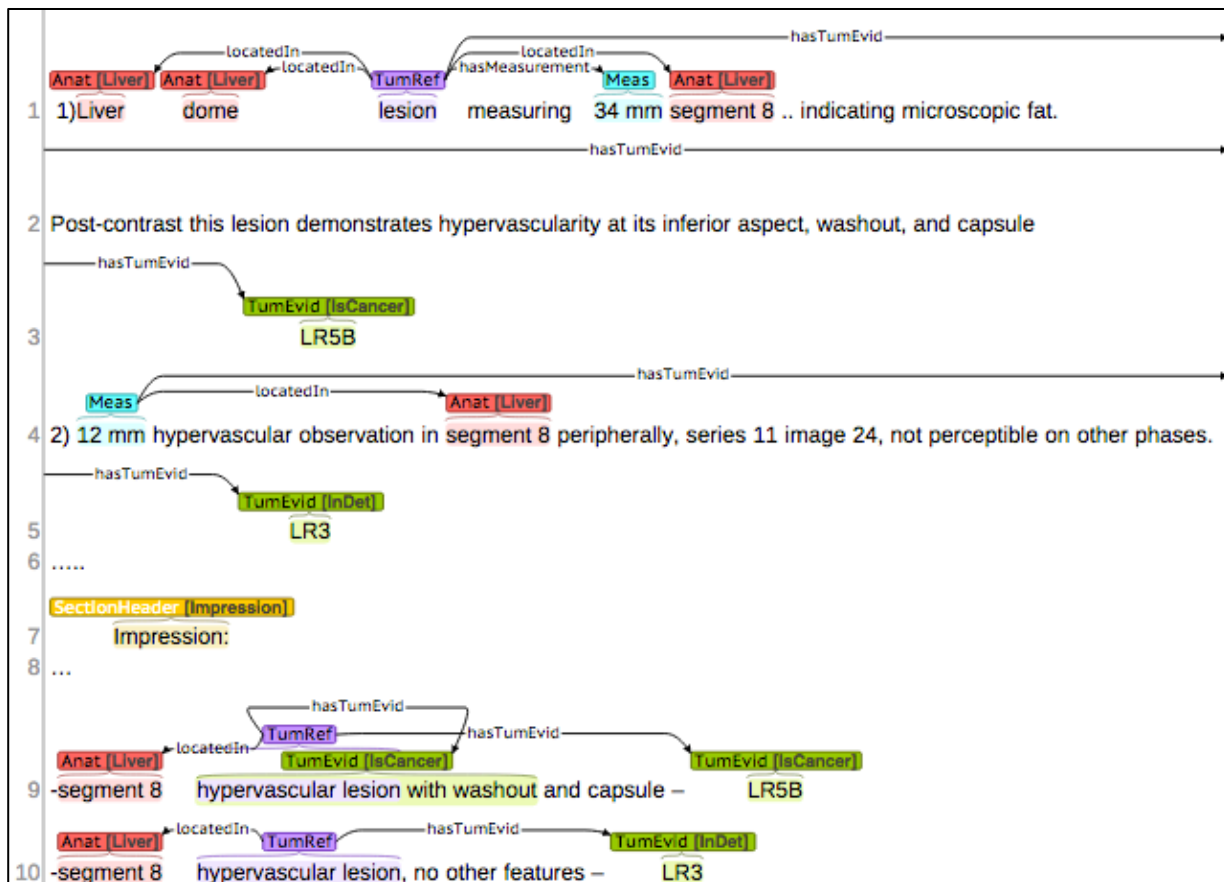 hasTumEvid
locatedIn locatedIn
locatedIn hasMeasurement
Anat [Liver] Anat [Liver] TumRef Meas Anat [Liver]
1 1)Liver dome lesion measuring 34 mm segment 8 .. indicating microscopic fat.
hasTumEvid
2 Post-contrast this lesion demonstrates hypervascularity at its inferior aspect, washout, and capsule
hasTumEvid
TumEvid [IsCancer]
3 LR5B
hasTumEvid
locatedIn
Meas Anat [Liver]
4 2) 12 mm hypervascular observation in segment 8 peripherally, series 11 image 24, not perceptible on other phases.
hasTumEvid
TumEvid [InDet]
5 LR3
6 .....
SectionHeader [Impression]
7 Impression:
8 ...
hasTumEvid
TumRef hasTumEvid
locatedIn
Anat [Liver] TumEvid [IsCancer] TumEvid [IsCancer]
9 -segment 8 hypervascular lesion with washout and capsule – LR5B
locatedIn hasTumEvid
Anat [Liver] TumRef TumEvid [InDet]
10 -segment 8 hypervascular lesion, no other features – LR3